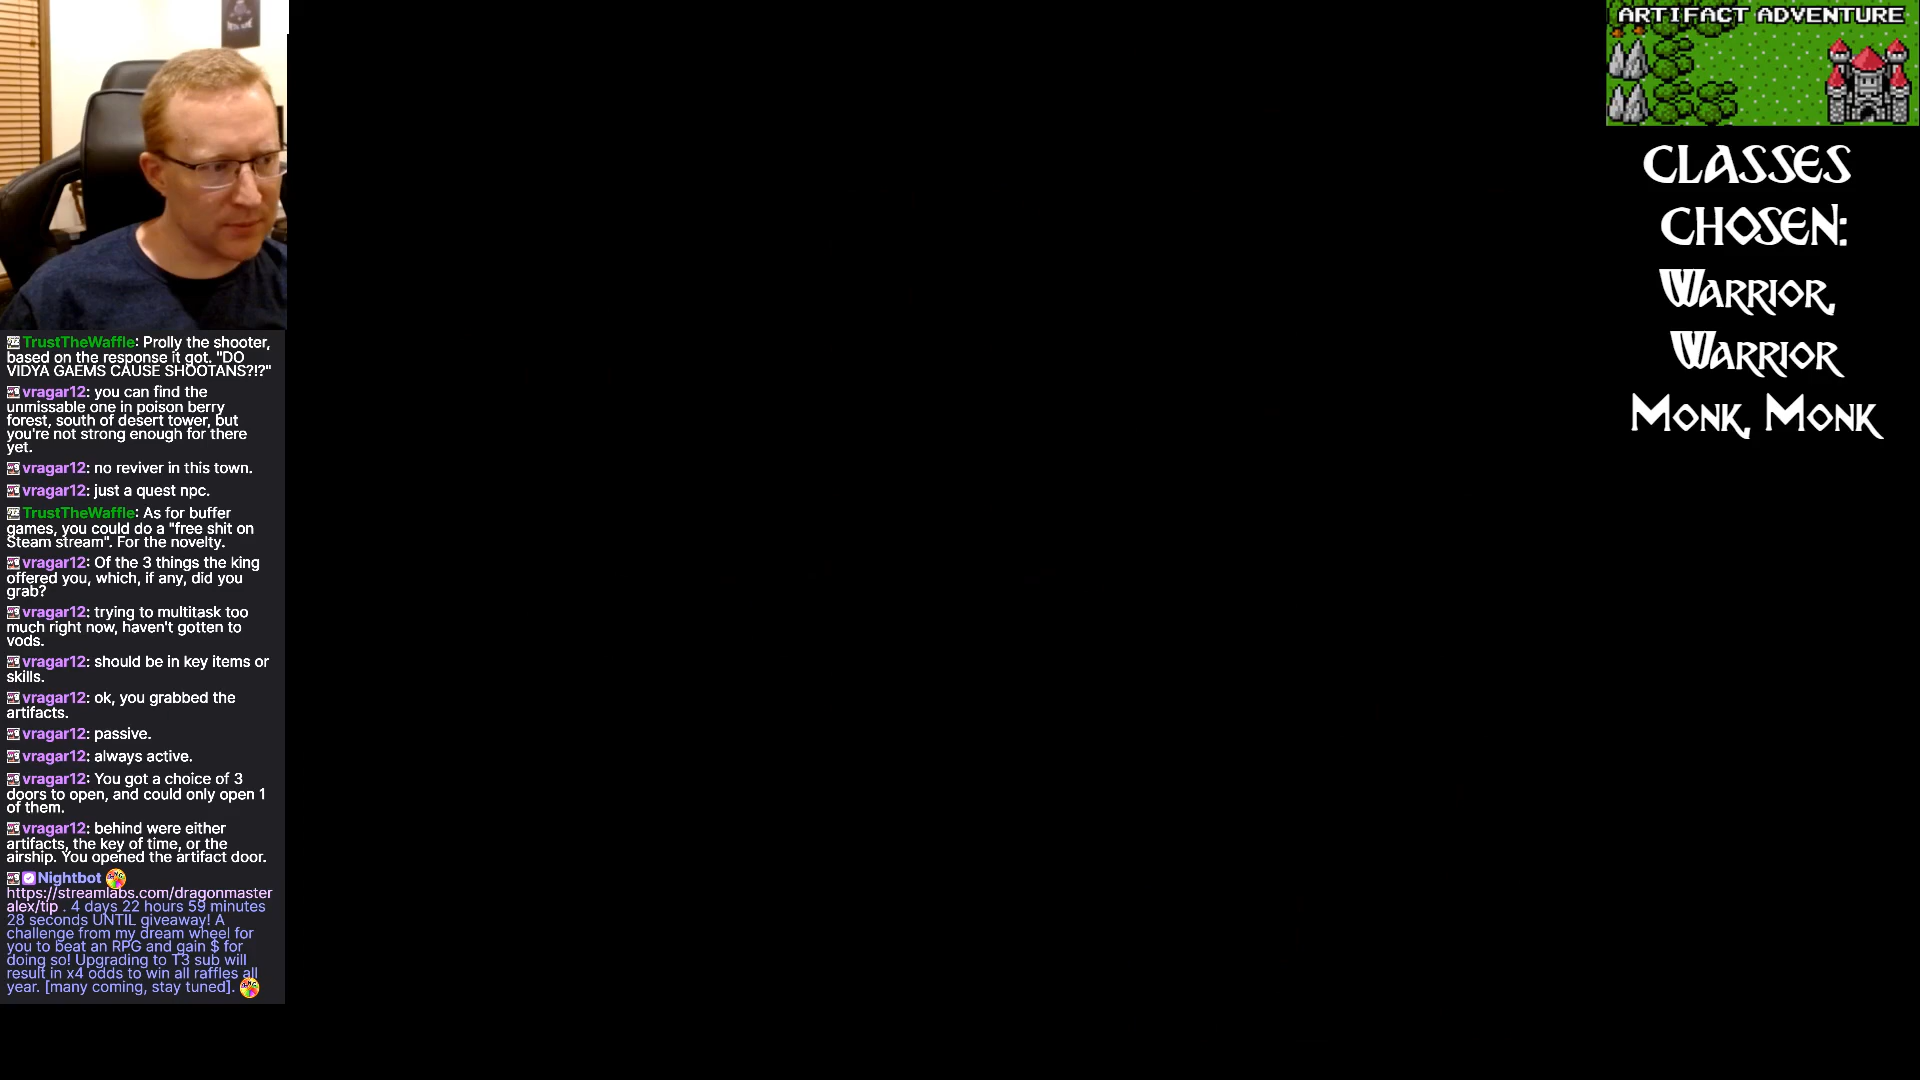 TrustTheWaffle: Prolly the shooter,
based on the response it got. "DO
VIDYA GAEMS CAUSE SHOOTANS?!?"
vragar12: you can find the
unmissable one in poison berry
forest, south of desert tower, but
you're not strong enough for there
yet.
vragar12: no reviver in this town.
vragar12: just a quest npc.
TrustTheWaffle: As for buffer
games, you could do a "free shit on
Steam stream". For the novelty.
vragar12: Of the 3 things the king
offered you, which, if any, did you
grab?
vragar12: trying to multitask too
much right now, haven't gotten to
vods.
vragar12: should be in key items or
skills.
vragar12: ok, you grabbed the
artifacts.
vragar12: passive.
vragar12: always active.
vragar12: You got a choice of 3
doors to open, and could only open 1
of them.
vragar12: behind were either
artifacts, the key of time, or the
airship. You opened the artifact door.
Nightbot
https://streamlabs.com/dragonmaster
alex/tip . 4 days 22 hours 59 minutes
28 seconds UNTIL giveaway! A
challenge from my dream wheel for
you to beat an RPG and gain $ for
doing so! Upgrading to T3 sub will
result in x4 odds to win all raffles all
year. [many coming, stay tuned].
ARTIFACT ADVENTURE
CLASSES
CHOSEN:
WARRIOR,
WARRIOR
MONK, MONK